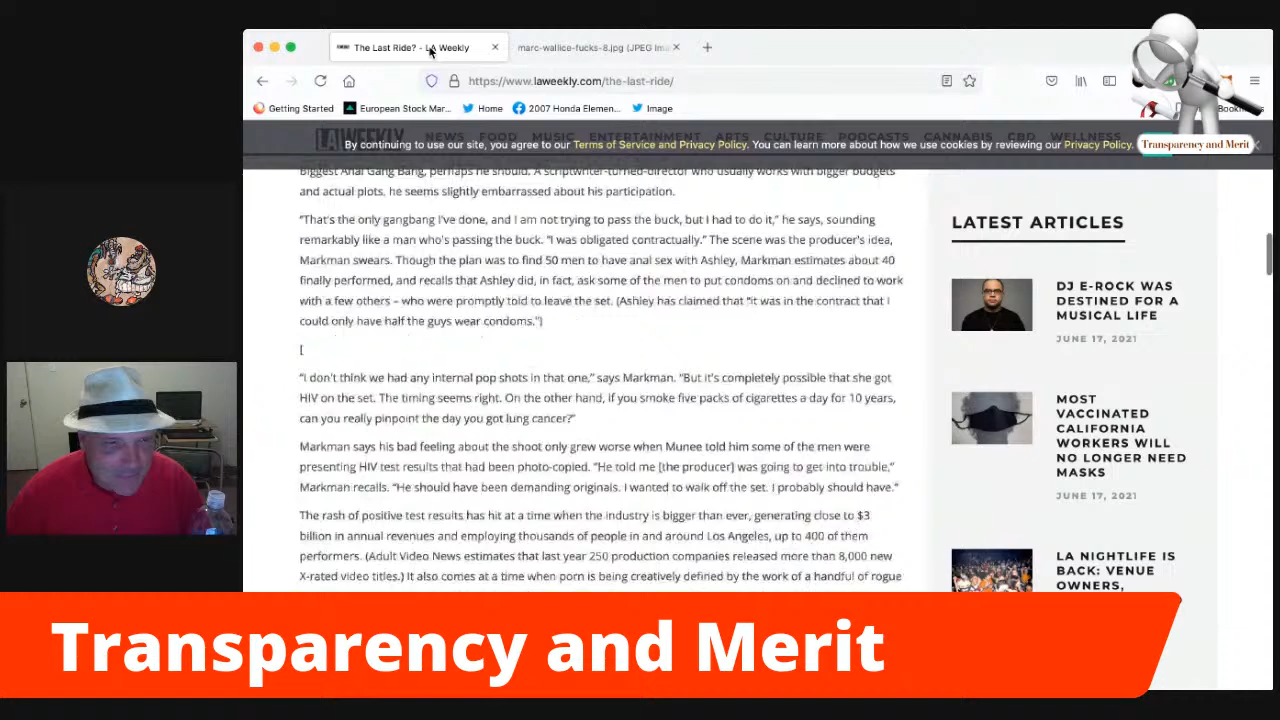 The Last Ride? - LA Weekly
marc-wallice-fucks-8.jpg (JPEG Ima
https://www.laweekly.com/the-last-ride/
Getting Started
European Stock Mar...
Home
2007 Honda Elemen...
Image
Transparency and Merit
LA WEEKLY NEWS FOOD MUSIC ENTERTAINMENT ARTS CULTURE PODCASTS CANNABIS CBD WELLNESS
By continuing to use our site, you agree to our Terms of Service and Privacy Policy. You can learn more about how we use cookies by reviewing our Privacy Policy.
Biggest Anal Gang Bang, perhaps he should. A scriptwriter-turned-director who usually works with bigger budgets
and actual plots, he seems slightly embarrassed about his participation.
“That's the only gangbang I've done, and I am not trying to pass the buck, but I had to do it,” he says, sounding
remarkably like a man who's passing the buck. “I was obligated contractually.” The scene was the producer's idea,
Markman swears. Though the plan was to find 50 men to have anal sex with Ashley, Markman estimates about 40
finally performed, and recalls that Ashley did, in fact, ask some of the men to put condoms on and declined to work
with a few others – who were promptly told to leave the set. (Ashley has claimed that “it was in the contract that I
could only have half the guys wear condoms.”)
[
“I don't think we had any internal pop shots in that one,” says Markman. “But it's completely possible that she got
HIV on the set. The timing seems right. On the other hand, if you smoke five packs of cigarettes a day for 10 years,
can you really pinpoint the day you got lung cancer?”
Markman says his bad feeling about the shoot only grew worse when Munee told him some of the men were
presenting HIV test results that had been photo-copied. “He told me [the producer] was going to get into trouble,”
Markman recalls. “He should have been demanding originals. I wanted to walk off the set. I probably should have.”
The rash of positive test results has hit at a time when the industry is bigger than ever, generating close to $3
billion in annual revenues and employing thousands of people in and around Los Angeles, up to 400 of them
performers. (Adult Video News estimates that last year 250 production companies released more than 8,000 new
X-rated video titles.) It also comes at a time when porn is being creatively defined by the work of a handful of rogue
LATEST ARTICLES
DJ E-ROCK WAS
DESTINED FOR A
MUSICAL LIFE
JUNE 17, 2021
MOST
VACCINATED
CALIFORNIA
WORKERS WILL
NO LONGER NEED
MASKS
JUNE 17, 2021
LA NIGHTLIFE IS
BACK: VENUE
OWNERS,
Transparency and Merit